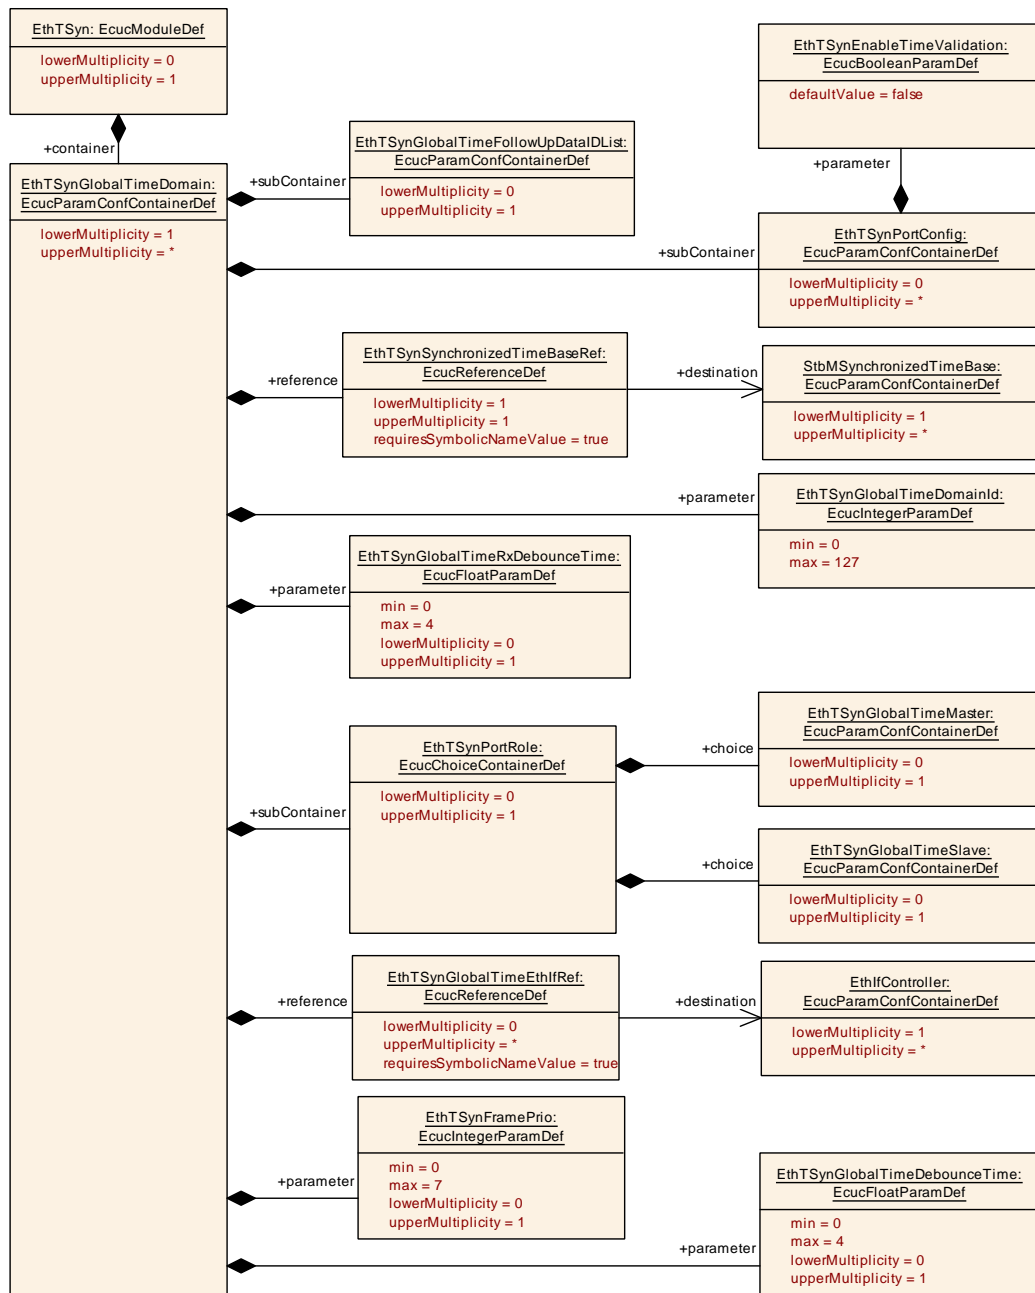 EthTSyn: EcucModuleDef
lowerMultiplicity = 0
upperMultiplicity = 1
+container
EthTSynGlobalTimeDomain:
EcucParamConfContainerDef
lowerMultiplicity = 1
upperMultiplicity = *
EthTSynEnableTimeValidation:
EcucBooleanParamDef
defaultValue = false
+parameter
+subContainer
EthTSynGlobalTimeFollowUpDataIDList:
EcucParamConfContainerDef
lowerMultiplicity = 0
upperMultiplicity = 1
+subContainer
EthTSynPortConfig:
EcucParamConfContainerDef
lowerMultiplicity = 0
upperMultiplicity = *
+reference
EthTSynSynchronizedTimeBaseRef:
EcucReferenceDef
lowerMultiplicity = 1
upperMultiplicity = 1
requiresSymbolicNameValue = true
+destination
StbMSynchronizedTimeBase:
EcucParamConfContainerDef
lowerMultiplicity = 1
upperMultiplicity = *
+parameter
EthTSynGlobalTimeDomainId:
EcucIntegerParamDef
min = 0
max = 127
+parameter
EthTSynGlobalTimeRxDebounceTime:
EcucFloatParamDef
min = 0
max = 4
lowerMultiplicity = 0
upperMultiplicity = 1
+subContainer
EthTSynPortRole:
EcucChoiceContainerDef
lowerMultiplicity = 0
upperMultiplicity = 1
+choice
EthTSynGlobalTimeMaster:
EcucParamConfContainerDef
lowerMultiplicity = 0
upperMultiplicity = 1
+choice
EthTSynGlobalTimeSlave:
EcucParamConfContainerDef
lowerMultiplicity = 0
upperMultiplicity = 1
+reference
EthTSynGlobalTimeEthIfRef:
EcucReferenceDef
lowerMultiplicity = 0
upperMultiplicity = *
requiresSymbolicNameValue = true
+destination
EthIfController:
EcucParamConfContainerDef
lowerMultiplicity = 1
upperMultiplicity = *
+parameter
EthTSynFramePrio:
EcucIntegerParamDef
min = 0
max = 7
lowerMultiplicity = 0
upperMultiplicity = 1
+parameter
EthTSynGlobalTimeDebounceTime:
EcucFloatParamDef
min = 0
max = 4
lowerMultiplicity = 0
upperMultiplicity = 1